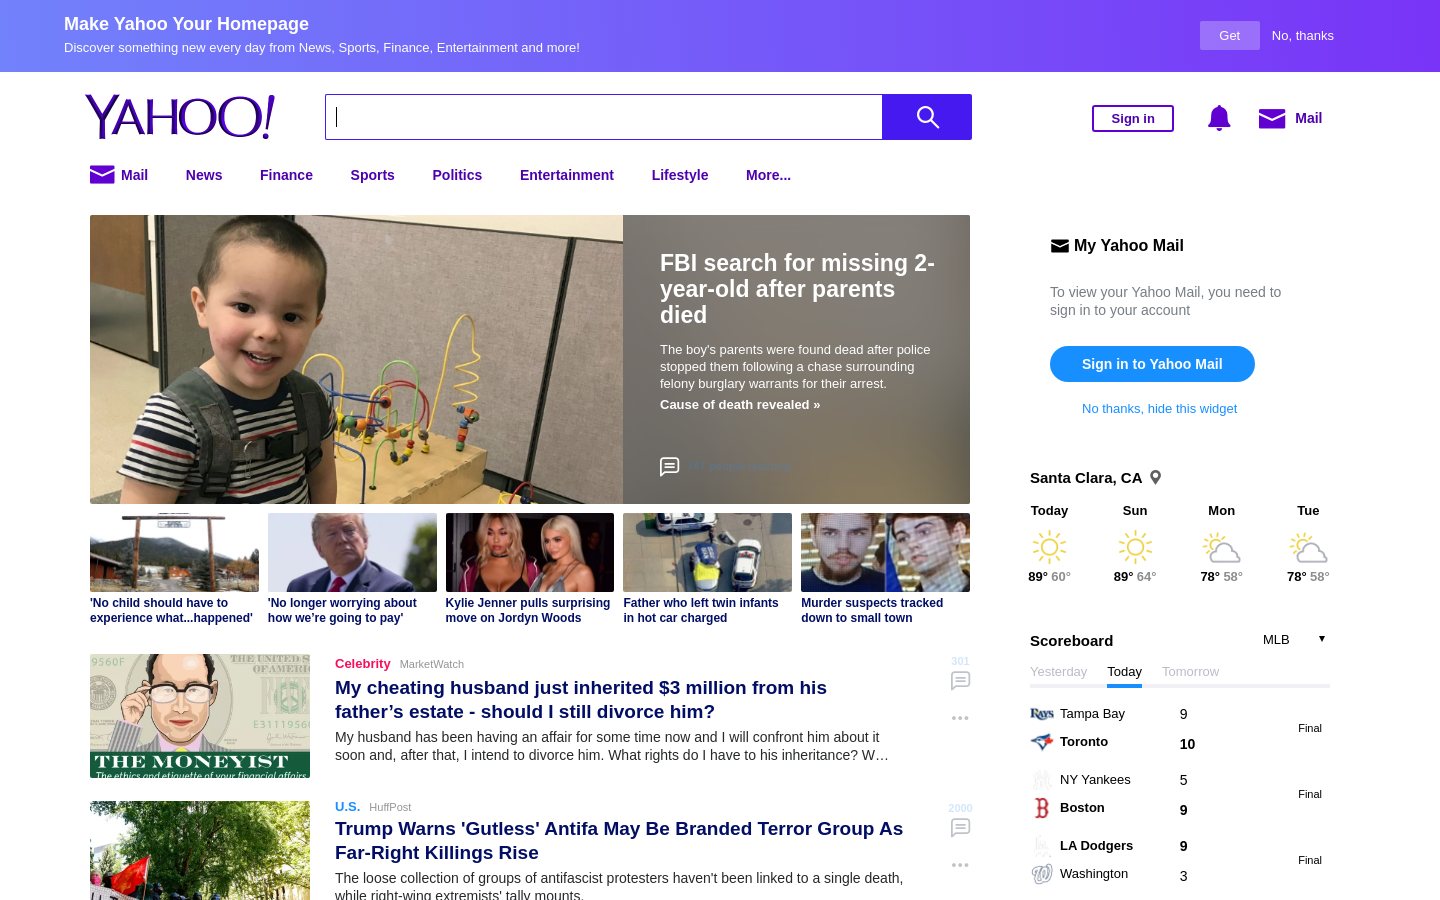 Make Yahoo Your Homepage
Discover something new every day from News, Sports, Finance, Entertainment and more!
Get
No, thanks
YAHOO!
Sign in
Mail
Mail
News
Finance
Sports
Politics
Entertainment
Lifestyle
More...
FBI search for missing 2-
year-old after parents
died
The boy's parents were found dead after police
stopped them following a chase surrounding
felony burglary warrants for their arrest.
Cause of death revealed »
'No child should have to
experience what...happened'
'No longer worrying about
how we're going to pay'
Kylie Jenner pulls surprising
move on Jordyn Woods
Father who left twin infants
in hot car charged
Murder suspects tracked
down to small town
THE MONEYIST
The ethics and etiquette of your financial affairs
Celebrity MarketWatch
My cheating husband just inherited $3 million from his
father’s estate - should I still divorce him?
My husband has been having an affair for some time now and I will confront him about it
soon and, after that, I intend to divorce him. What rights do I have to his inheritance? W…
301
U.S. HuffPost
Trump Warns 'Gutless' Antifa May Be Branded Terror Group As
Far-Right Killings Rise
The loose collection of groups of antifascist protesters haven't been linked to a single death,
while right-wing extremists' tally mounts.
2000
My Yahoo Mail
To view your Yahoo Mail, you need to
sign in to your account
Sign in to Yahoo Mail
No thanks, hide this widget
Santa Clara, CA
Today Sun Mon Tue
89° 60° 89° 64° 78° 58° 78° 58°
Scoreboard
MLB
Yesterday Today Tomorrow
Tampa Bay 9
Final
Toronto 10
NY Yankees 5
Final
Boston 9
LA Dodgers 9
Final
Washington 3